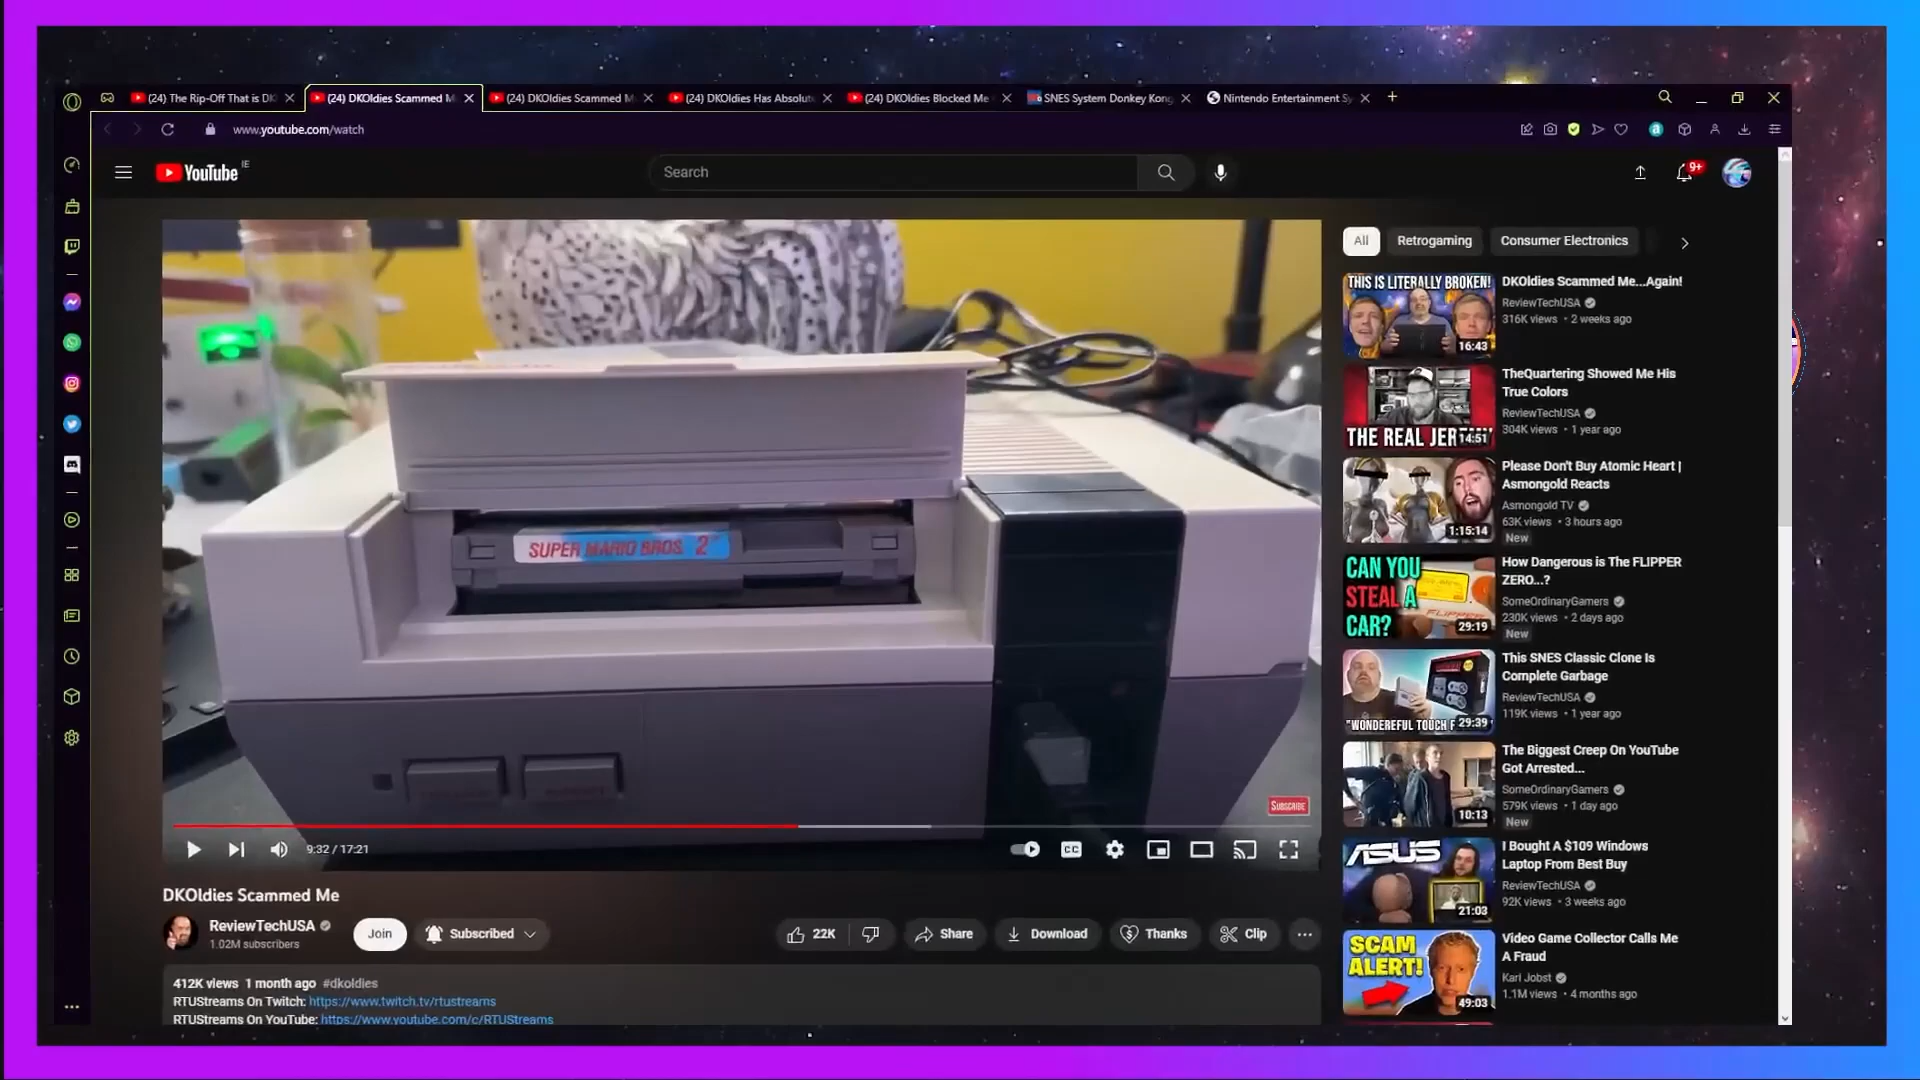 (24) The Rip-Off That is DK
(24) DKOldies Scammed M
(24) DKOldies Scammed M
(24) DKOldies Has Absolut
(24) DKOldies Blocked Me
SNES System Donkey Kong
Nintendo Entertainment Sy
www.youtube.com/watch
YouTube IE
Search
9+
SUPER MARIO BROS. 2
SUBSCRIBE
9:32 / 17:21
CC
DKOldies Scammed Me
ReviewTechUSA
1.02M subscribers
Join
Subscribed
22K
Share
Download
Thanks
Clip
412K views 1 month ago #dkoldies
RTUStreams On Twitch: https://www.twitch.tv/rtustreams
RTUStreams On YouTube: https://www.youtube.com/c/RTUStreams
All
Retrogaming
Consumer Electronics
THIS IS LITERALLY BROKEN!
16:43
DKOldies Scammed Me...Again!
ReviewTechUSA
316K views • 2 weeks ago
THE REAL JEREMY
14:51
TheQuartering Showed Me His
True Colors
ReviewTechUSA
304K views • 1 year ago
1:15:14
Please Don't Buy Atomic Heart |
Asmongold Reacts
Asmongold TV
63K views • 3 hours ago
New
CAN YOU
STEAL A
CAR?
FLIPPER
29:19
How Dangerous is The FLIPPER
ZERO...?
SomeOrdinaryGamers
230K views • 2 days ago
New
"WONDEREFUL TOUCH F
29:39
This SNES Classic Clone Is
Complete Garbage
ReviewTechUSA
119K views • 1 year ago
10:13
The Biggest Creep On YouTube
Got Arrested...
SomeOrdinaryGamers
579K views • 1 day ago
New
ASUS
21:03
I Bought A $109 Windows
Laptop From Best Buy
ReviewTechUSA
92K views • 3 weeks ago
SCAM
ALERT!
49:03
Video Game Collector Calls Me
A Fraud
Karl Jobst
1.1M views • 4 months ago